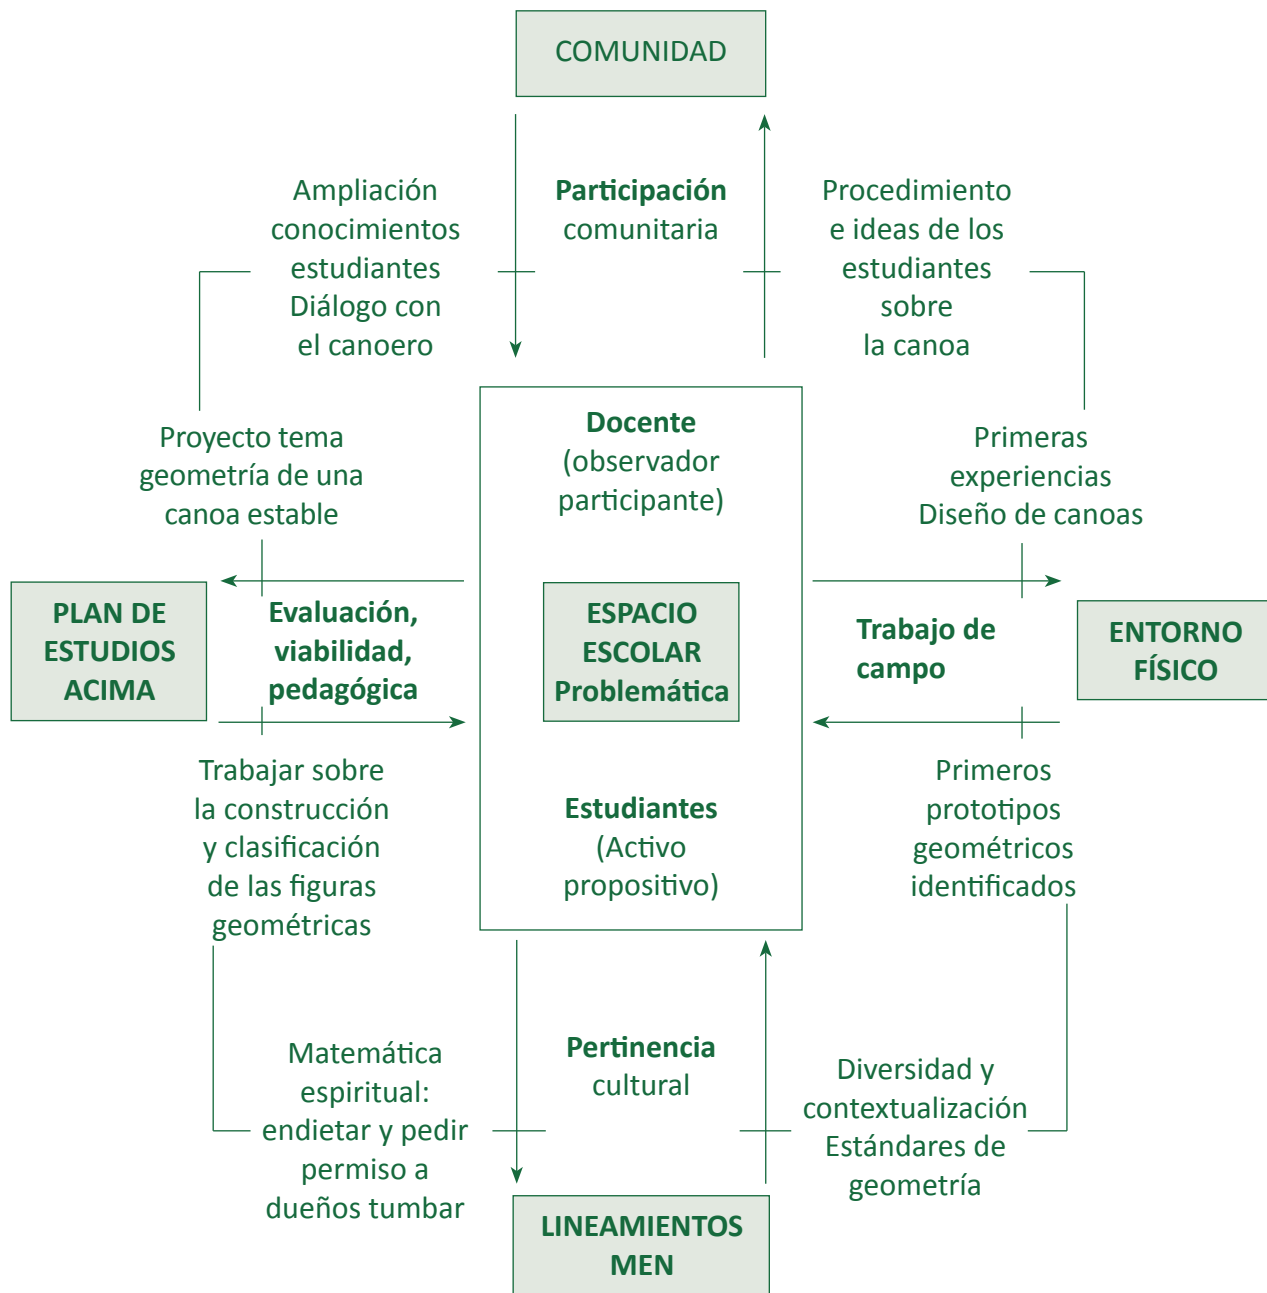 COMUNIDAD
Ampliación
conocimientos
estudiantes
Diálogo con
el canoero
Participación
comunitaria
Procedimiento
e ideas de los
estudiantes
sobre
la canoa
Proyecto tema
geometría de una
canoa estable
Docente
(observador
participante)
Primeras
experiencias
Diseño de canoas
PLAN DE
ESTUDIOS
ACIMA
Evaluación,
viabilidad,
pedagógica
ESPACIO
ESCOLAR
Problemática
Trabajo de
campo
ENTORNO
FÍSICO
Trabajar sobre
la construcción
y clasificación
de las figuras
geométricas
Estudiantes
(Activo
propositivo)
Primeros
prototipos
geométricos
identificados
Matemática
espiritual:
endietar y pedir
permiso a
dueños tumbar
Pertinencia
cultural
Diversidad y
contextualización
Estándares de
geometría
LINEAMIENTOS
MEN